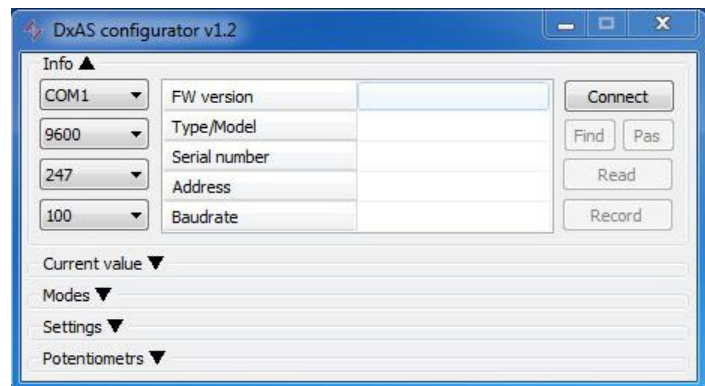 DxAS configurator v1.2
Info ▲
COM1
9600
247
100
FW version
Type/Model
Serial number
Address
Baudrate
Connect
Find Pas
Read
Record
Current value ▼
Modes ▼
Settings ▼
Potentiometrs ▼